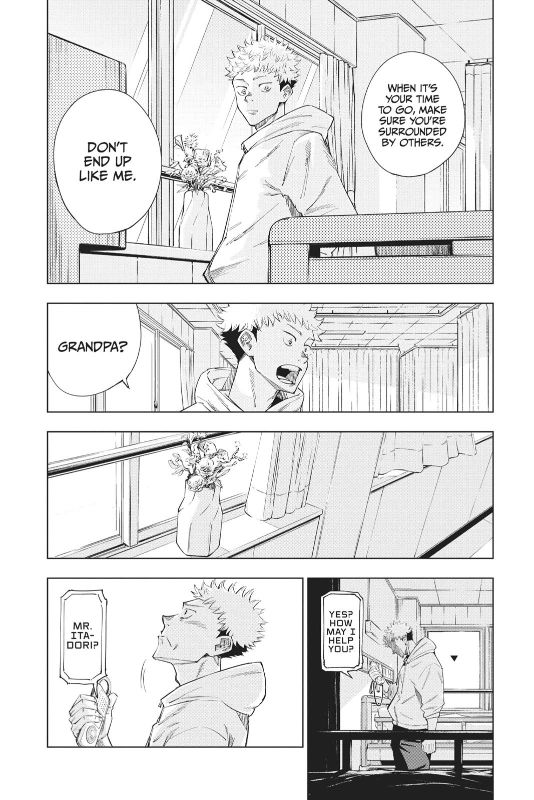 WHEN IT'S
YOUR TIME
TO GO, MAKE
SURE YOU'RE
SURROUNDED
BY OTHERS.
DON'T
END UP
LIKE ME.
GRANDPA?
YES?
HOW
MAY I
HELP
YOU?
MR.
ITA-
DORI?